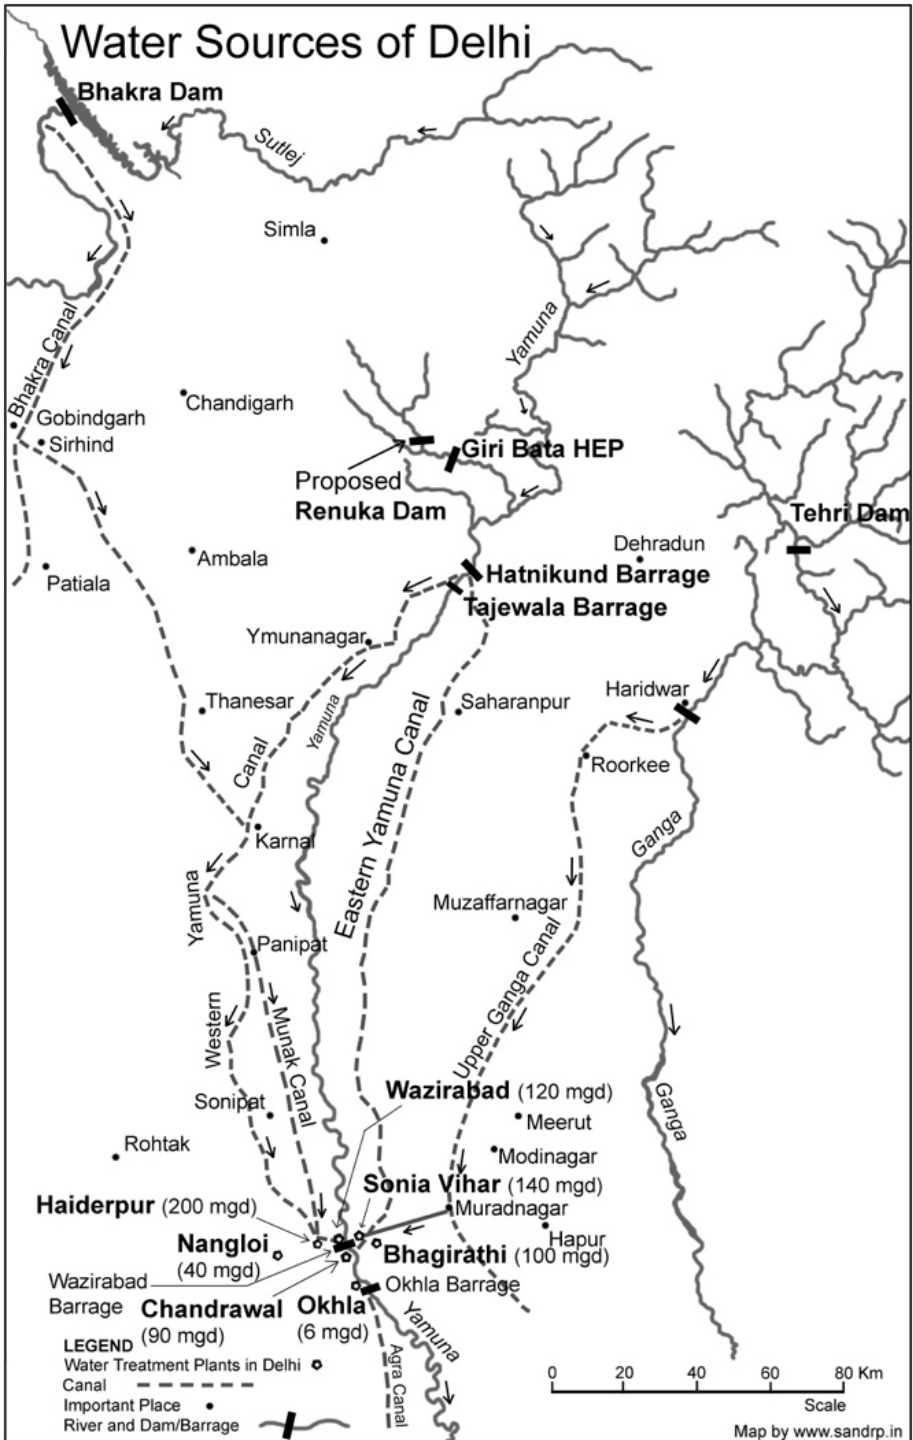 Water Sources of Delhi
Bhakra Dam
Sutlej
Simla
Yamuna
Bhakra Canal
Chandigarh
Gobindgarh
Sirhind
Giri Bata HEP
Proposed
Renuka Dam
Tehri Dam
Dehradun
Ambala
Patiala
Hatnikund Barrage
Tajewala Barrage
Ymunanagar
Thanesar
Yamuna
Saharanpur
Haridwar
Roorkee
Canal
Eastern Yamuna Canal
Karnal
Ganga
Yamuna
Muzaffarnagar
Panipat
Western
Munak Canal
Upper Ganga Canal
Wazirabad (120 mgd)
Sonipat
Meerut
Ganga
Rohtak
Modinagar
Sonia Vihar (140 mgd)
Haiderpur (200 mgd)
Muradnagar
Hapur
Nangloi
(40 mgd)
Bhagirathi (100 mgd)
Wazirabad
Barrage
Okhla Barrage
Chandrawal
(90 mgd)
Okhla
(6 mgd)
Yamuna
Agra Canal
LEGEND
Water Treatment Plants in Delhi
Canal
Important Place
River and Dam/Barrage
0 20 40 60 80 Km
Scale
Map by www.sandrp.in